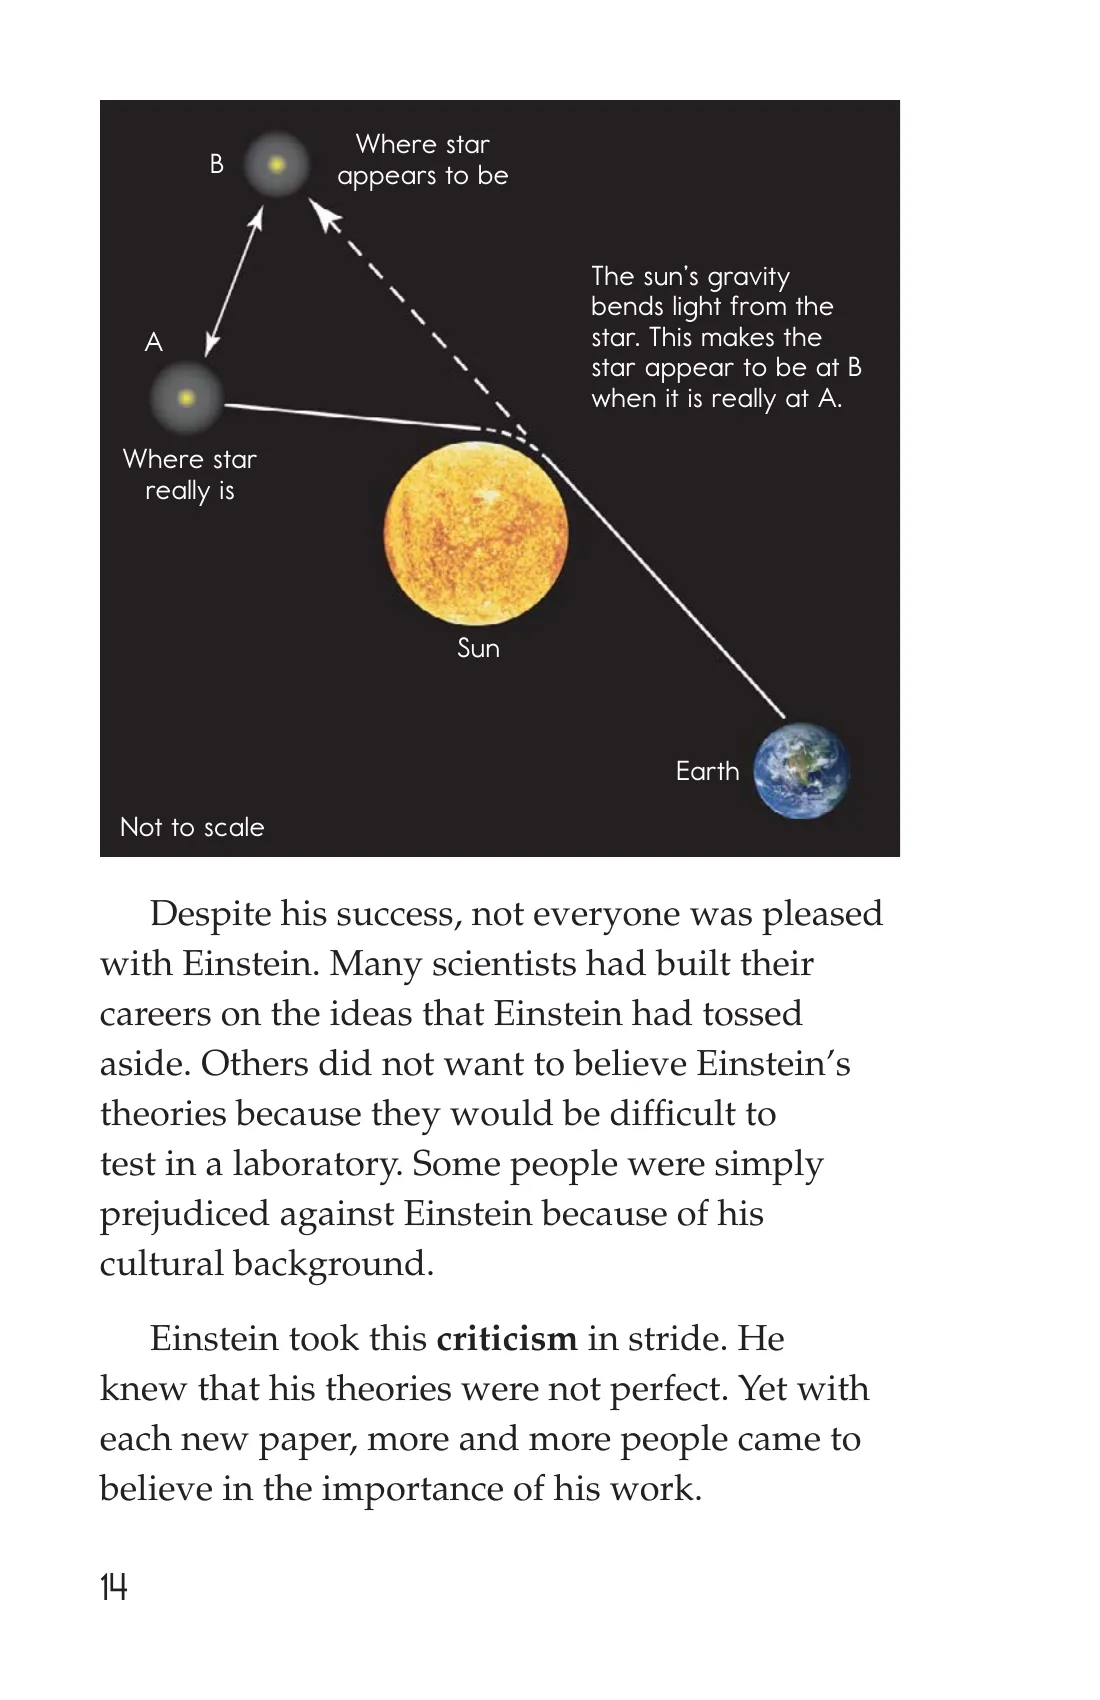 B
Where star
appears to be
The sun's gravity
bends light from the
star. This makes the
star appear to be at B
when it is really at A.
A
Where star
really is
Sun
Earth
Not to scale
Despite his success, not everyone was pleased
with Einstein. Many scientists had built their
careers on the ideas that Einstein had tossed
aside. Others did not want to believe Einstein’s
theories because they would be difficult to
test in a laboratory. Some people were simply
prejudiced against Einstein because of his
cultural background.
Einstein took this criticism in stride. He
knew that his theories were not perfect. Yet with
each new paper, more and more people came to
believe in the importance of his work.
14